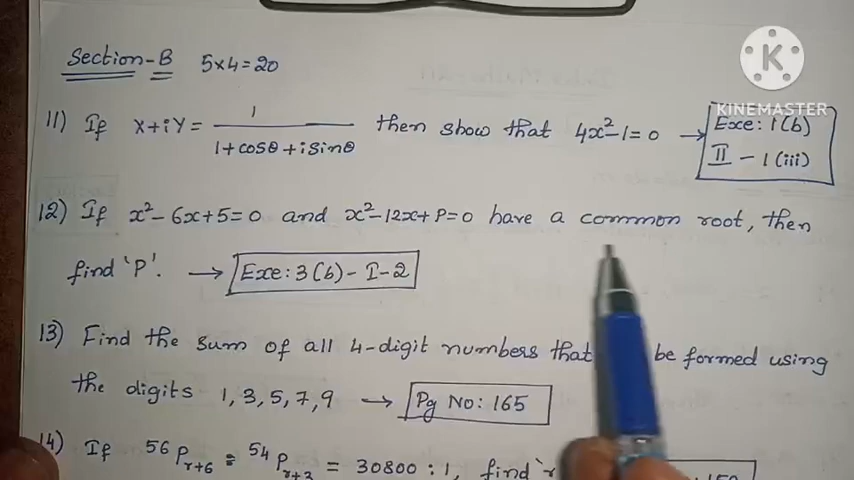 Section-B 5x4=20
KINEMASTER
11) If x+iy = 1 / 1+cosθ+isinθ then show that 4x²-1=0 → Exe: 1(b)
II - 1(iii)
12) If x²-6x+5=0 and x²-12x+P=0 have a common root, then
find 'P'. → Exe: 3(b) - I-2
13) Find the sum of all 4-digit numbers that be formed using
the digits 1,3,5,7,9 → Pg No: 165
14) If ⁵⁶Pᵣ₊₆ : ⁵⁴Pᵣ₊₃ = 30800 : 1, find 'r